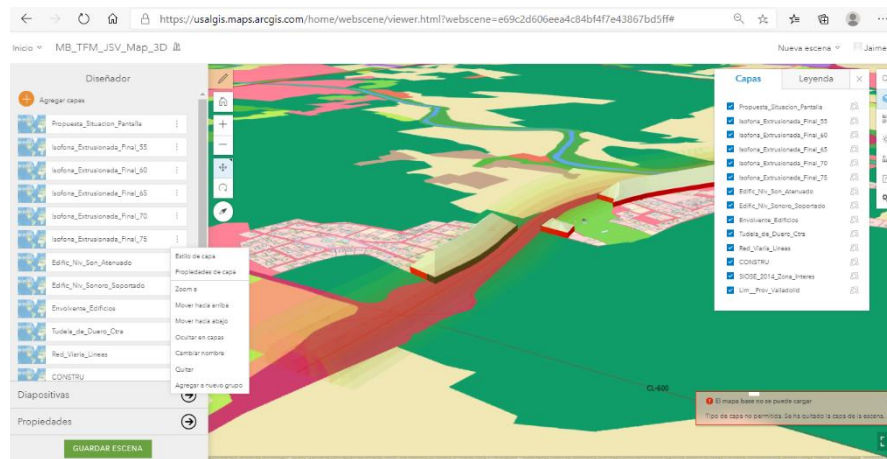 https://usalgis.maps.arcgis.com/home/webscene/viewer.html?webscene=e69c2d606eea4c84bf4f7e43867bd5ff#
Inicio
MB_TFM_JSV_Map_3D
Nueva escena
Jaime
Diseñador
Agregar capas
Propuesta_Situacion_Pantalla
Isofona_Extrusionada_Final_55
Isofona_Extrusionada_Final_60
Isofona_Extrusionada_Final_65
Isofona_Extrusionada_Final_70
Isofona_Extrusionada_Final_75
Edific_Niv_Son_Atenuado
Edific_Niv_Sonoro_Soportado
Envolvente_Edificios
Tudela_de_Duero_Ctra
Red_Viaria_Lineas
CONSTRU
Diapositivas
Propiedades
GUARDAR ESCENA
Estilo de capa
Propiedades de capa
Zoom a
Mover hacia arriba
Mover hacia abajo
Ocultar en capas
Cambiar nombre
Quitar
Agregar a nuevo grupo
CL-600
Capas
Leyenda
Propuesta_Situacion_Pantalla
Isofona_Extrusionada_Final_55
Isofona_Extrusionada_Final_60
Isofona_Extrusionada_Final_65
Isofona_Extrusionada_Final_70
Isofona_Extrusionada_Final_75
Edific_Niv_Son_Atenuado
Edific_Niv_Sonoro_Soportado
Envolvente_Edificios
Tudela_de_Duero_Ctra
Red_Viaria_Lineas
CONSTRU
SIOSE_2014_Zona_Interes
Lim__Prov_Valladolid
El mapa base no se puede cargar
Tipo de capa no permitida. Se ha quitado la capa de la escena.